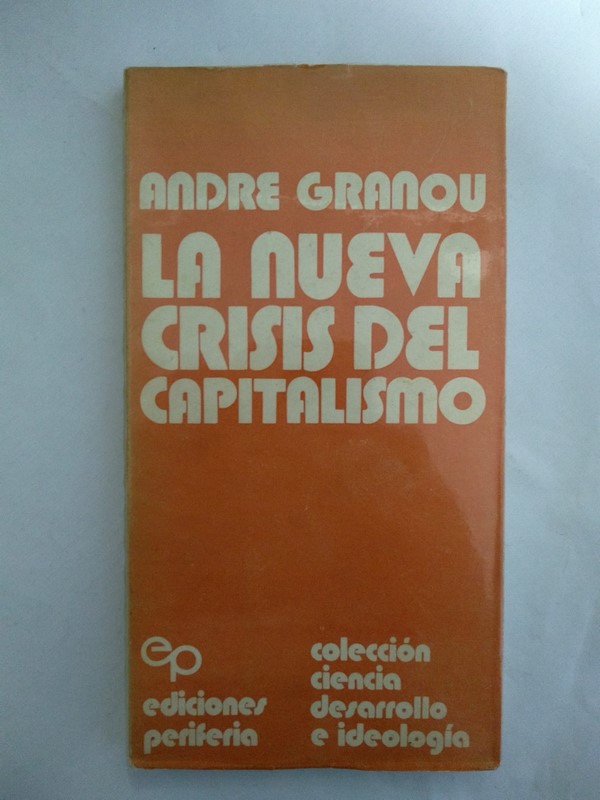 ANDRE GRANOU
LA NUEVA
CRISIS DEL
CAPITALISMO
ep
ediciones
periferia
colección
ciencia
desarrollo
e ideología